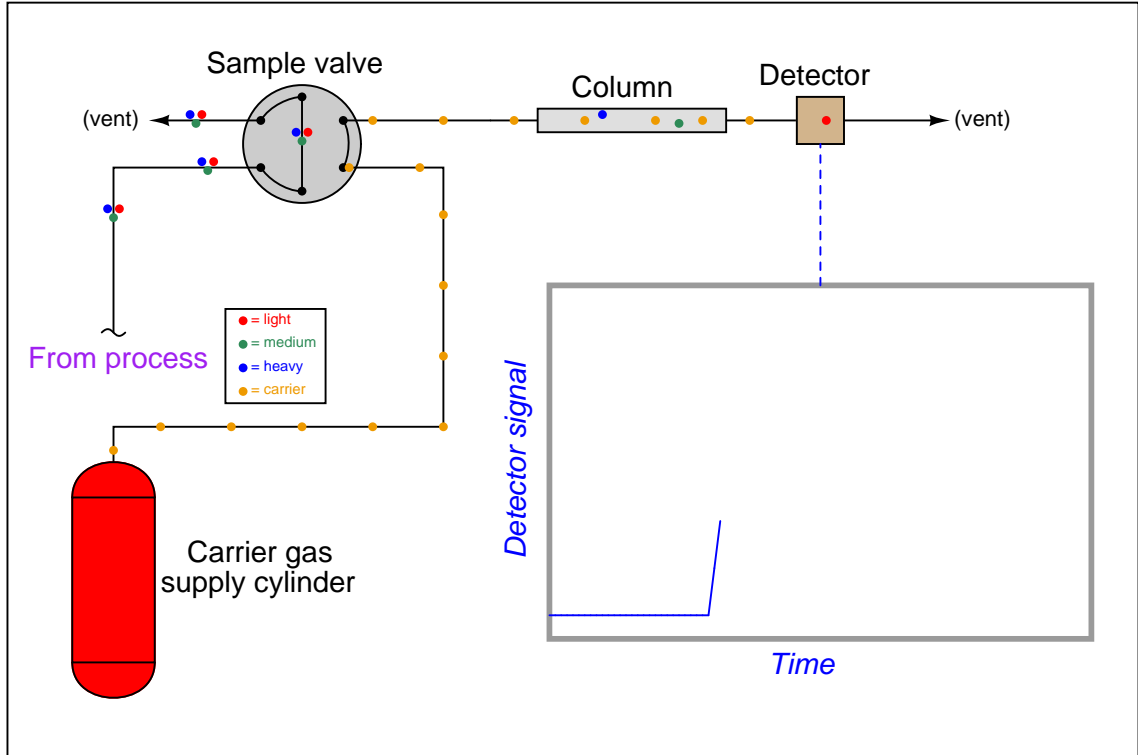 Sample valve
Column
Detector
(vent)
(vent)
= light
= medium
= heavy
= carrier
From process
Detector signal
Carrier gas
supply cylinder
Time